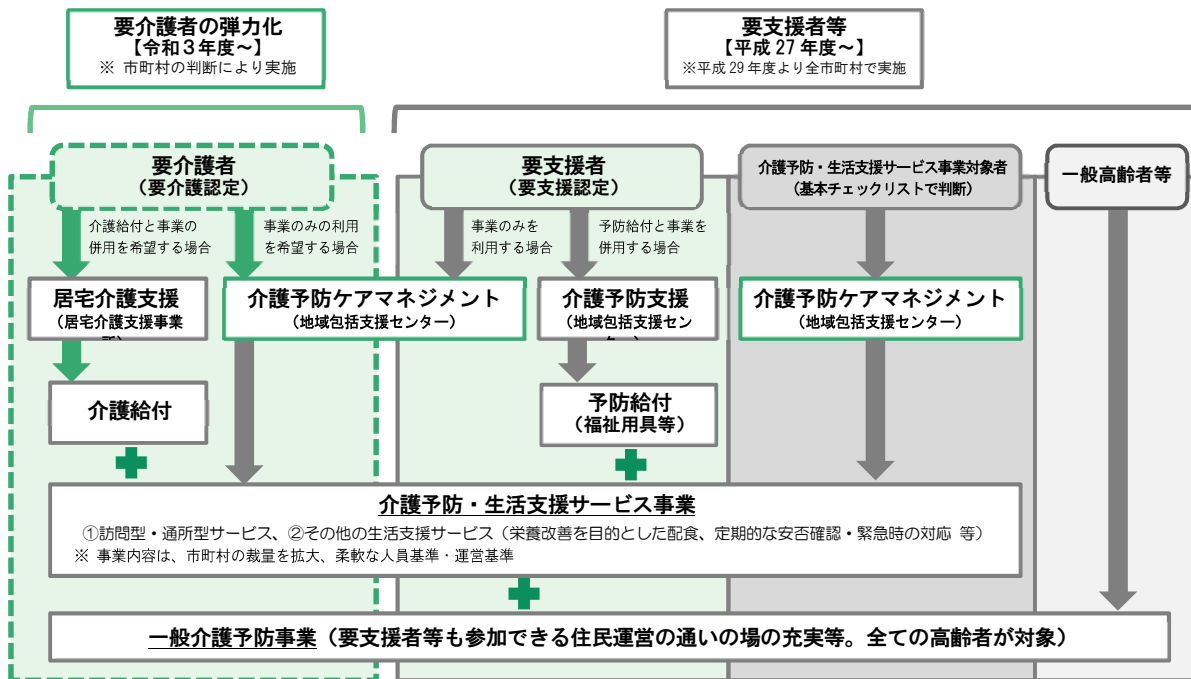 要介護者の弾力化
【令和３年度～】
※ 市町村の判断により実施
要支援者等
【平成 27 年度～】
※平成 29 年度より全市町村で実施
要介護者
（要介護認定）
要支援者
（要支援認定）
介護予防・生活支援サービス事業対象者
（基本チェックリストで判断）
一般高齢者等
介護給付と事業の
併用を希望する場合
事業のみの利用
を希望する場合
事業のみを
利用する場合
予防給付と事業を
併用する場合
居宅介護支援
（居宅介護支援事業
介護予防ケアマネジメント
（地域包括支援センター）
介護予防支援
（地域包括支援セン
介護予防ケアマネジメント
（地域包括支援センター）
介護給付
予防給付
（福祉用具等）
介護予防・生活支援サービス事業
①訪問型・通所型サービス、②その他の生活支援サービス（栄養改善を目的とした配食、定期的な安否確認・緊急時の対応 等）
※ 事業内容は、市町村の裁量を拡大、柔軟な人員基準・運営基準
一般介護予防事業（要支援者等も参加できる住民運営の通いの場の充実等。全ての高齢者が対象）